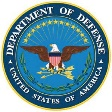 DEPARTMENT OF DEFENSE
UNITED STATES OF AMERICA